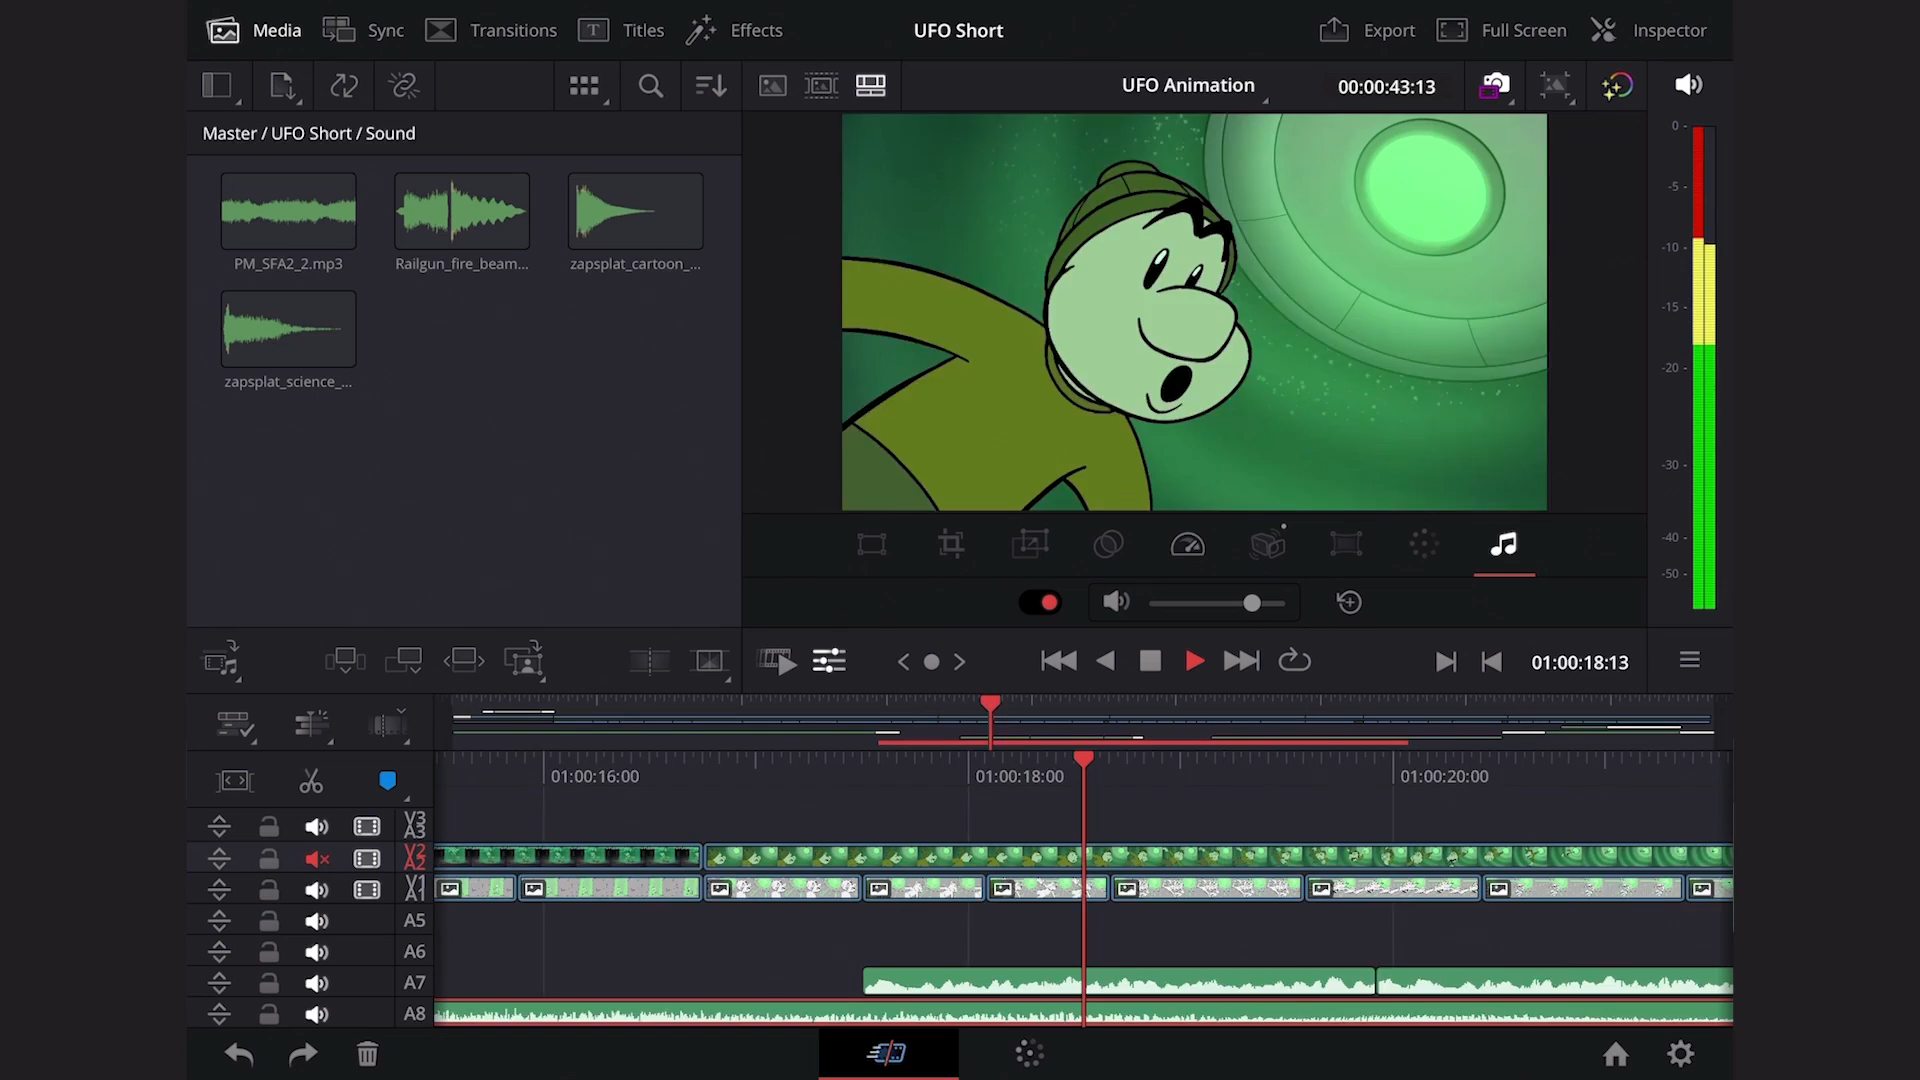 Media Sync Transitions Titles Effects UFO Short Export Full Screen Inspector
UFO Animation 00:00:43:13
Master / UFO Short / Sound
PM_SFA2_2.mp3 Railgun_fire_beam... zapsplat_cartoon_...
zapsplat_science_...
0
-5
-10
-15
-20
-30
-40
-50
01:00:18:13
01:00:16:00 01:00:18:00 01:00:20:00
V3
A3
V2
A2
V1
A1
A5
A6
A7
A8